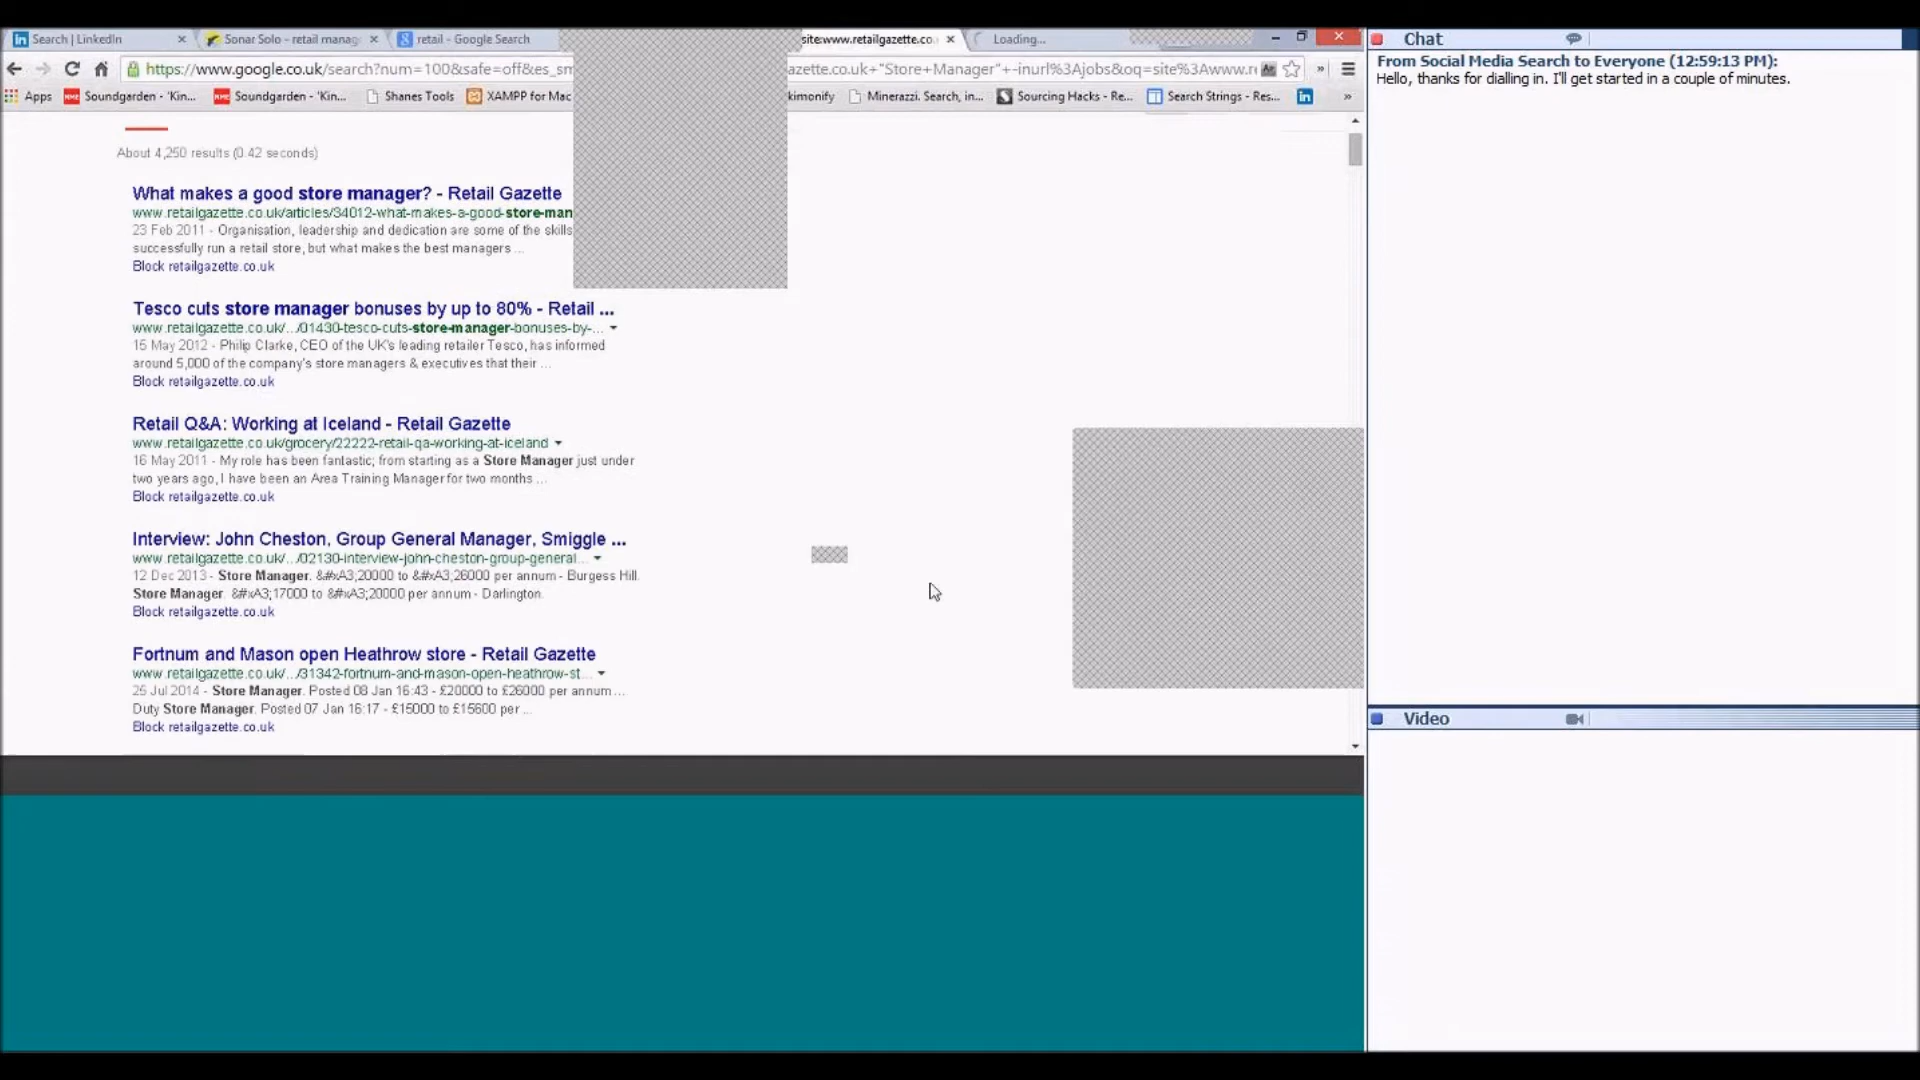 Search | LinkedIn
Sonar Solo - retail manag
retail - Google Search
site:www.retailgazette.co.
Loading...
https://www.google.co.uk/search?num=100&safe=off&es_sm
azette.co.uk+"Store+Manager"+-inurl%3Ajobs&oq=site%3Awww.r
Apps
Soundgarden - 'Kin...
Soundgarden - 'Kin...
Shanes Tools
XAMPP for Mac
kimonify
Minerazzi. Search, in...
Sourcing Hacks - Re...
Search Strings - Res...
About 4,250 results (0.42 seconds)
What makes a good store manager? - Retail Gazette
www.retailgazette.co.uk/articles/34012-what-makes-a-good-store-man
23 Feb 2011 - Organisation, leadership and dedication are some of the skills
successfully run a retail store, but what makes the best managers ...
Block retailgazette.co.uk
Tesco cuts store manager bonuses by up to 80% - Retail ...
www.retailgazette.co.uk/.../01430-tesco-cuts-store-manager-bonuses-by-...
15 May 2012 - Philip Clarke, CEO of the UK's leading retailer Tesco, has informed
around 5,000 of the company's store managers & executives that their ...
Block retailgazette.co.uk
Retail Q&A: Working at Iceland - Retail Gazette
www.retailgazette.co.uk/grocery/22222-retail-qa-working-at-iceland
16 May 2011 - My role has been fantastic; from starting as a Store Manager just under
two years ago, I have been an Area Training Manager for two months ...
Block retailgazette.co.uk
Interview: John Cheston, Group General Manager, Smiggle ...
www.retailgazette.co.uk/.../02130-interview-john-cheston-group-general...
12 Dec 2013 - Store Manager. &#xA3;20000 to &#xA3;26000 per annum - Burgess Hill.
Store Manager. &#xA3;17000 to &#xA3;20000 per annum - Darlington.
Block retailgazette.co.uk
Fortnum and Mason open Heathrow store - Retail Gazette
www.retailgazette.co.uk/.../31342-fortnum-and-mason-open-heathrow-st...
25 Jul 2014 - Store Manager. Posted 08 Jan 16:43 - £20000 to £26000 per annum ...
Duty Store Manager. Posted 07 Jan 16:17 - £15000 to £15600 per ...
Block retailgazette.co.uk
Chat
From Social Media Search to Everyone (12:59:13 PM):
Hello, thanks for dialling in. I'll get started in a couple of minutes.
Video